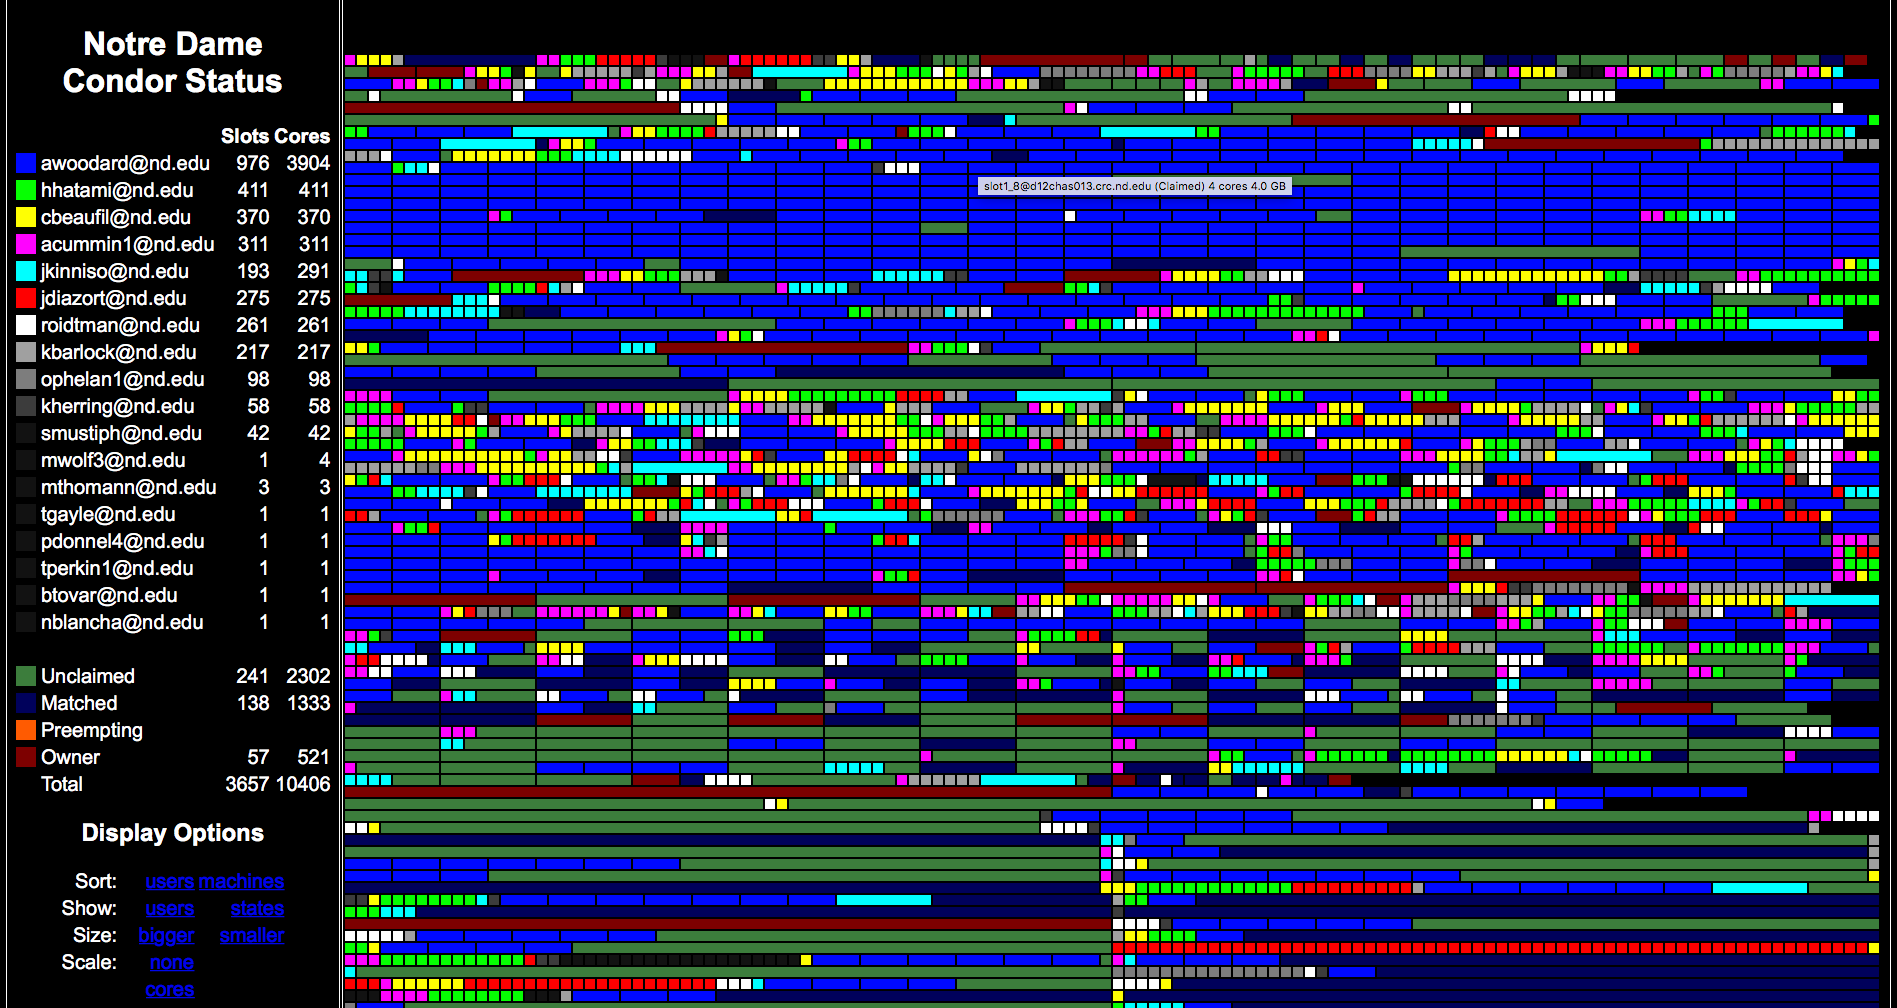 Notre Dame
Condor Status
Slots Cores
awoodard@nd.edu 976 3904
hhatami@nd.edu 411 411
cbeaufil@nd.edu 370 370
acummin1@nd.edu 311 311
jkinniso@nd.edu 193 291
jdiazort@nd.edu 275 275
roidtman@nd.edu 261 261
kbarlock@nd.edu 217 217
ophelan1@nd.edu 98 98
kherring@nd.edu 58 58
smustiph@nd.edu 42 42
mwolf3@nd.edu 1 4
mthomann@nd.edu 3 3
tgayle@nd.edu 1 1
pdonnel4@nd.edu 1 1
tperkin1@nd.edu 1 1
btovar@nd.edu 1 1
nblancha@nd.edu 1 1
Unclaimed 241 2302
Matched 138 1333
Preempting
Owner 57 521
Total 3657 10406
Display Options
Sort: users machines
Show: users states
Size: bigger smaller
Scale: none
cores
slot1_8@d12chas013.crc.nd.edu (Claimed) 4 cores 4.0 GB